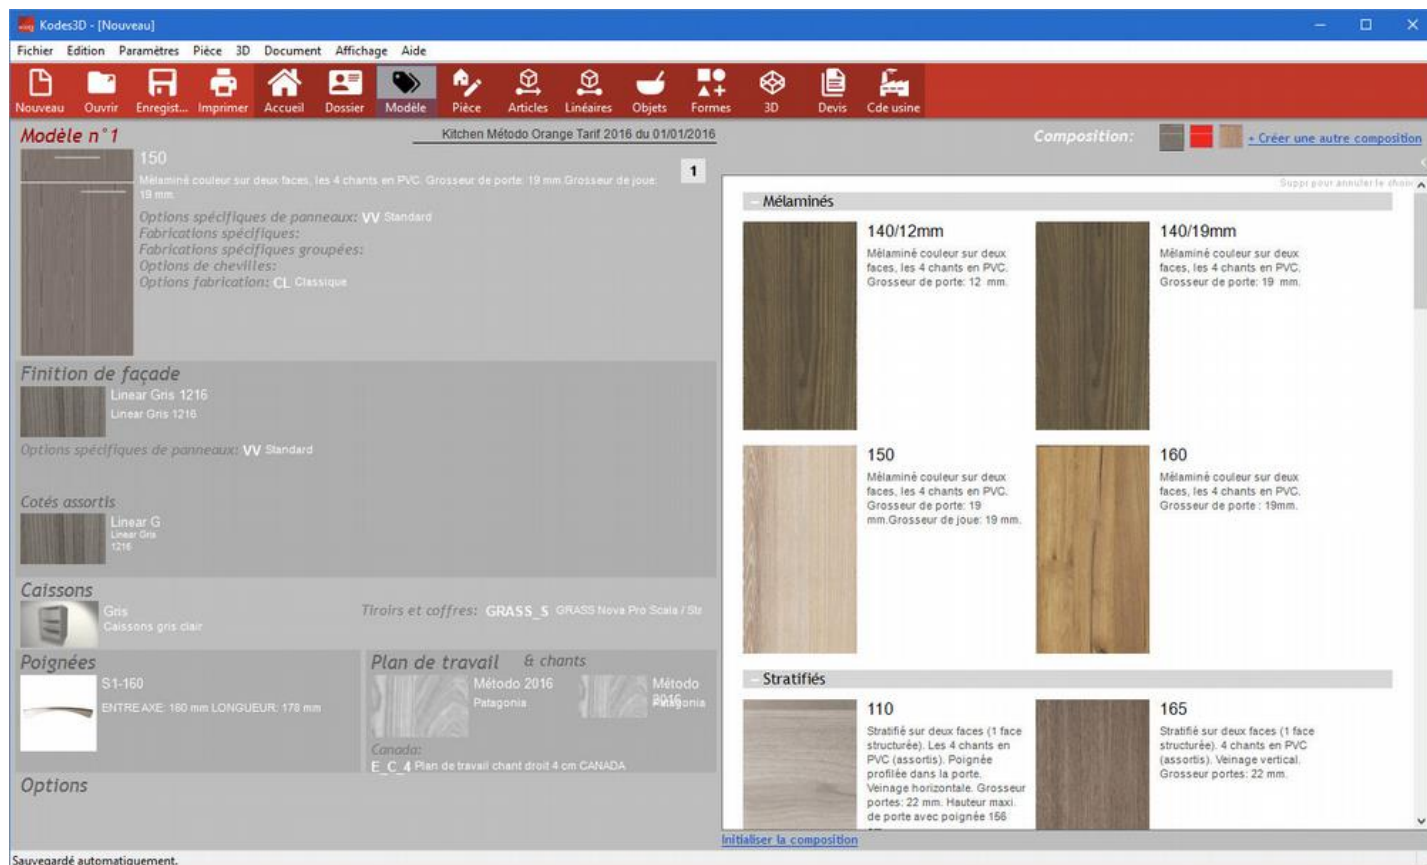 Kodes3D - [Nouveau]
Fichier Edition Paramètres Pièce 3D Document Affichage Aide
Nouveau Ouvrir Enregist... Imprimer Accueil Dossier Modèle Pièce Articles Linéaires Objets Formes 3D Devis Cde usine
Modèle n°1
Kitchen Método Orange Tarif 2016 du 01/01/2016
Composition:
+ Créer une autre composition
150
1
Mélaminé couleur sur deux faces, les 4 chants en PVC. Grosseur de porte: 19 mm.Grosseur de joue:
19 mm.
Options spécifiques de panneaux: VV Standard
Fabrications spécifiques:
Fabrications spécifiques groupées:
Options de chevilles:
Options fabrication: CL Classique
Finition de façade
Linear Gris 1216
Linear Gris 1216
Options spécifiques de panneaux: VV Standard
Cotés assortis
Linear G
Linear Gris
1216
Caissons
Gris
Caissons gris clair
Tiroirs et coffres: GRASS_S GRASS Nova Pro Scala / Str
Poignées
S1-160
ENTRE AXE: 160 mm LONGUEUR: 178 mm
Plan de travail & chants
Método 2016
Patagonia
Método
2016
Patagonia
Canada:
E_C_4 Plan de travail chant droit 4 cm CANADA
Options
Suppr pour annuler le choix
– Mélaminés
140/12mm
Mélaminé couleur sur deux
faces, les 4 chants en PVC.
Grosseur de porte: 12 mm.
140/19mm
Mélaminé couleur sur deux
faces, les 4 chants en PVC.
Grosseur de porte: 19 mm.
150
Mélaminé couleur sur deux
faces, les 4 chants en PVC.
Grosseur de porte: 19
mm.Grosseur de joue: 19 mm.
160
Mélaminé couleur sur deux
faces, les 4 chants en PVC.
Grosseur de porte : 19mm.
– Stratifiés
110
Stratifié sur deux faces (1 face
structurée). Les 4 chants en
PVC (assortis). Poignée
profilée dans la porte.
Veinage horizontale. Grosseur
portes: 22 mm. Hauteur maxi.
de porte avec poignée 156
165
Stratifié sur deux faces (1 face
structurée). 4 chants en PVC
(assortis). Veinage vertical.
Grosseur portes: 22 mm.
Initialiser la composition
Sauvegardé automatiquement.